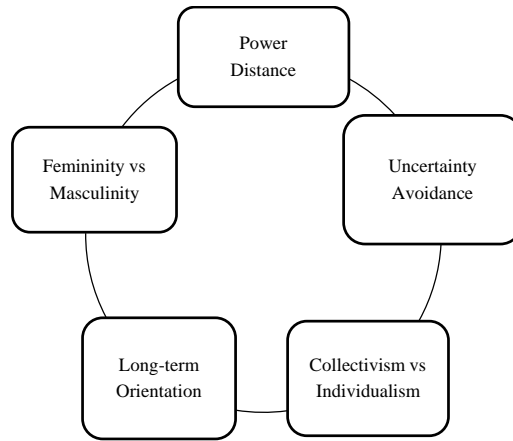 Power
Distance
Femininity vs
Masculinity
Uncertainty
Avoidance
Long-term
Orientation
Collectivism vs
Individualism